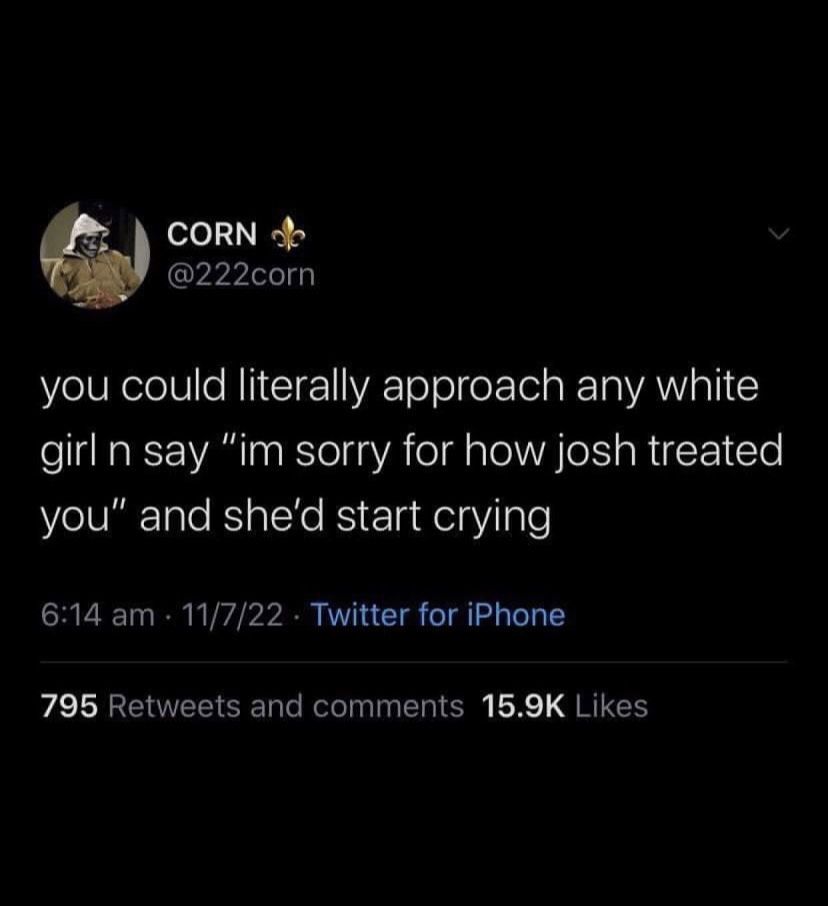 CORN ⚜
@222corn
you could literally approach any white
girl n say "im sorry for how josh treated
you" and she'd start crying
6:14 am · 11/7/22 · Twitter for iPhone
795 Retweets and comments 15.9K Likes